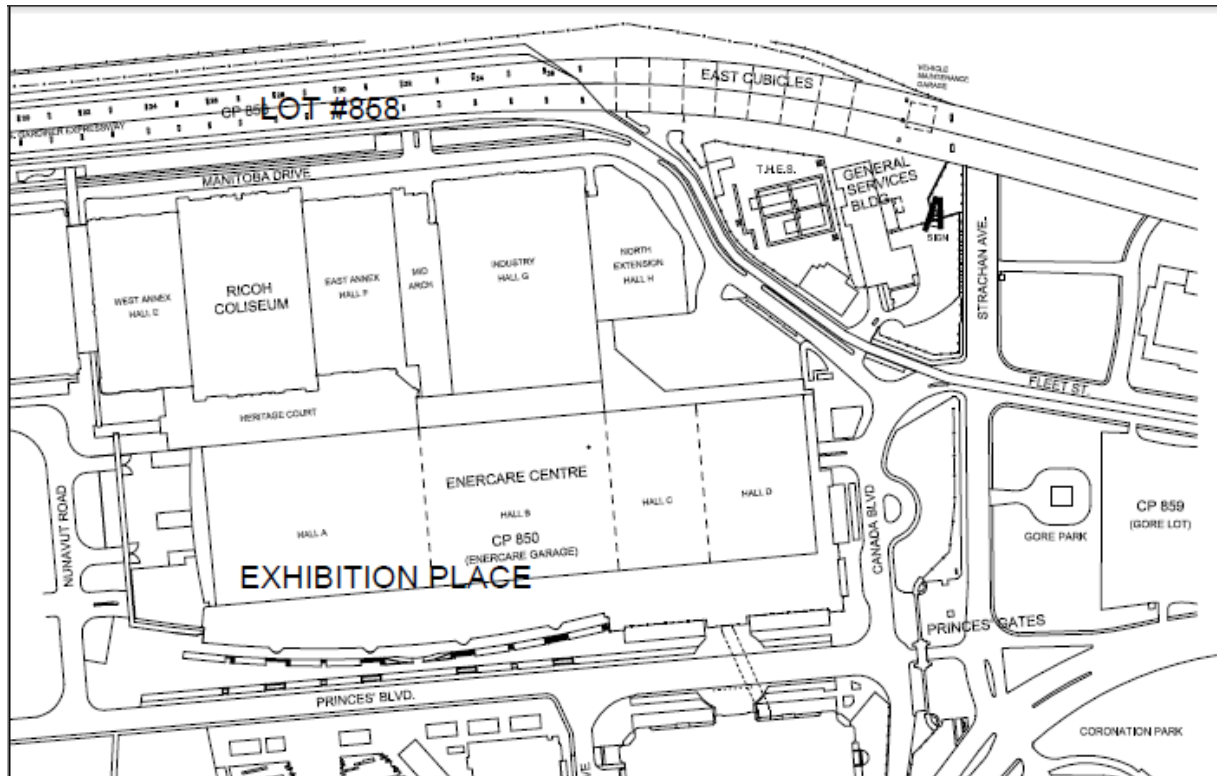 EAST CUBICLES
VEHICLE
MAINTENANCE
GARAGE
LOT #858
GARDINER EXPRESSWAY
MANITOBA DRIVE
T.H.E.S.
GENERAL
SERVICES
BLDG.
A
SIGN
STRACHAN AVE.
WEST ANNEX
HALL E
RICOH
COLISEUM
EAST ANNEX
HALL F
MID
ARCH
INDUSTRY
HALL G
NORTH
EXTENSION
HALL H
FLEET ST.
HERITAGE COURT
NUNAVUT ROAD
HALL A
ENERCARE CENTRE
HALL B
CP 850
(ENERCARE GARAGE)
HALL C
HALL D
CANADA BLVD
GORE PARK
CP 859
(GORE LOT)
EXHIBITION PLACE
PRINCES' GATES
PRINCES' BLVD.
CORONATION PARK